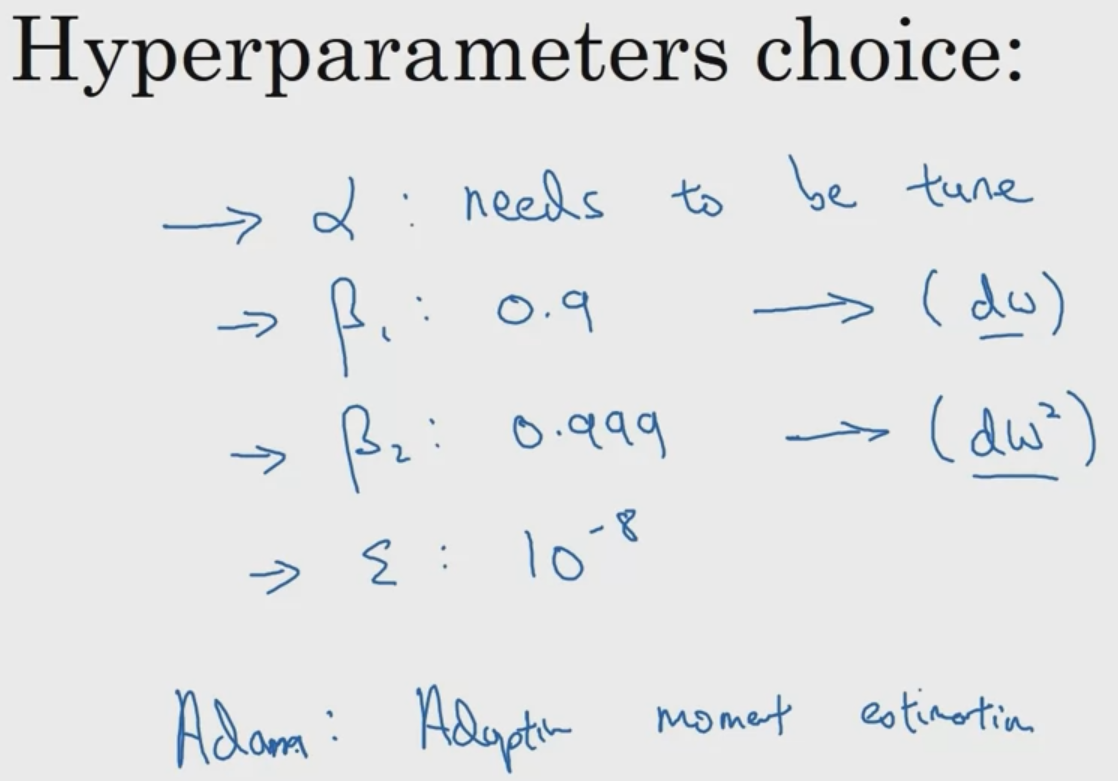 Hyperparameters choice:
→ α : needs to be tune
→ β₁ : 0.9 → (dw)
→ β₂ : 0.999 → (dw²)
→ ε : 10⁻⁸
Adam : Adaptiv moment estimation